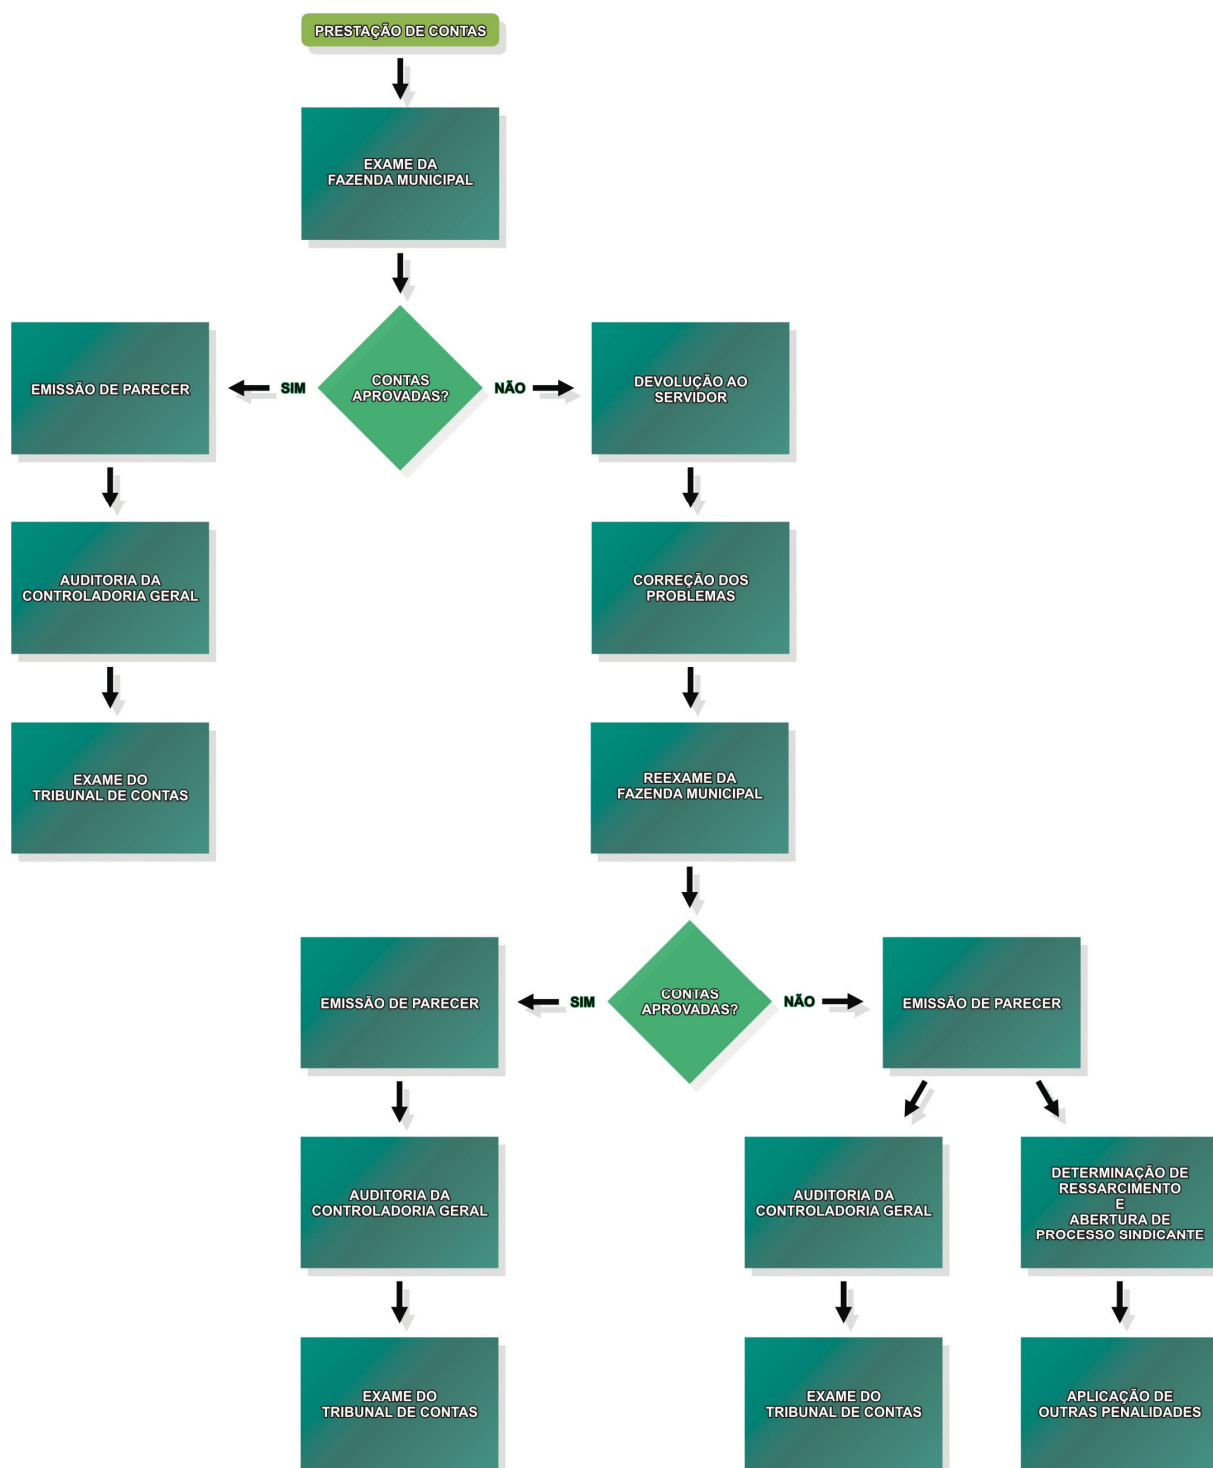 PRESTAÇÃO DE CONTAS
EXAME DA
FAZENDA MUNICIPAL
EMISSÃO DE PARECER
SIM
CONTAS
APROVADAS?
NÃO
DEVOLUÇÃO AO
SERVIDOR
AUDITORIA DA
CONTROLADORIA GERAL
CORREÇÃO DOS
PROBLEMAS
EXAME DO
TRIBUNAL DE CONTAS
REEXAME DA
FAZENDA MUNICIPAL
EMISSÃO DE PARECER
SIM
CONTAS
APROVADAS?
NÃO
EMISSÃO DE PARECER
AUDITORIA DA
CONTROLADORIA GERAL
AUDITORIA DA
CONTROLADORIA GERAL
DETERMINAÇÃO DE
RESSARCIMENTO
E
ABERTURA DE
PROCESSO SINDICANTE
EXAME DO
TRIBUNAL DE CONTAS
EXAME DO
TRIBUNAL DE CONTAS
APLICAÇÃO DE
OUTRAS PENALIDADES